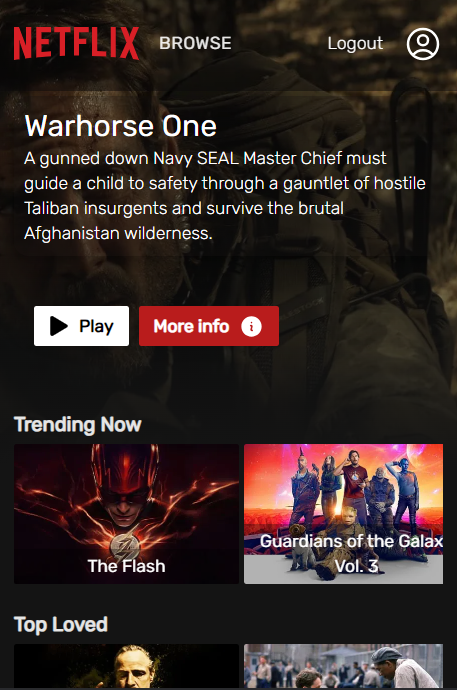 NETFLIX BROWSE Logout
Warhorse One
A gunned down Navy SEAL Master Chief must
guide a child to safety through a gauntlet of hostile
Taliban insurgents and survive the brutal
Afghanistan wilderness.
Play More info i
Trending Now
The Flash
Guardians of the Galax
Vol. 3
Top Loved